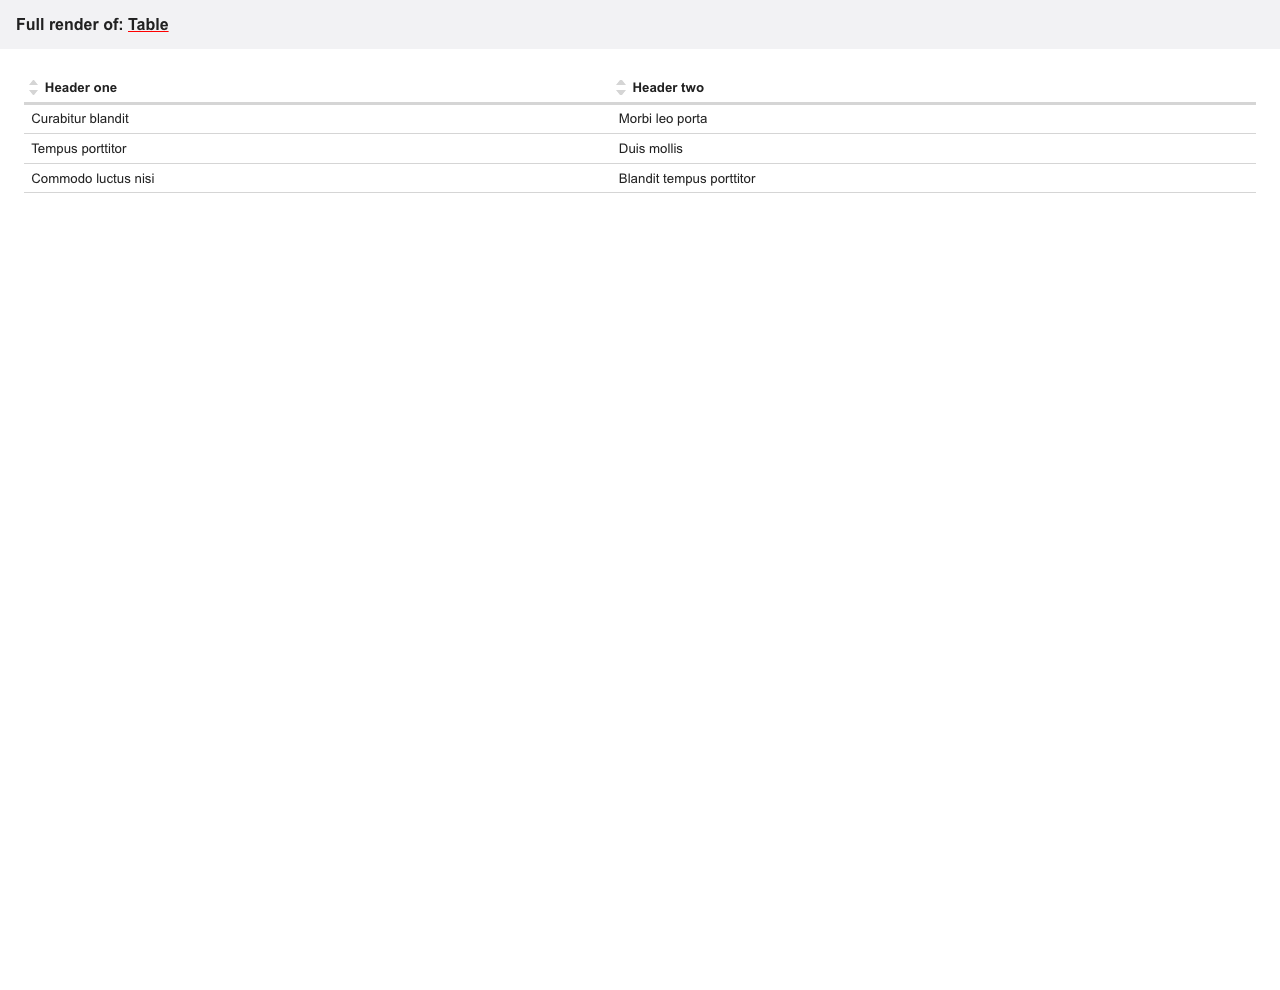 Full render of: Table
Header one Header two
Curabitur blandit Morbi leo porta
Tempus porttitor Duis mollis
Commodo luctus nisi Blandit tempus porttitor